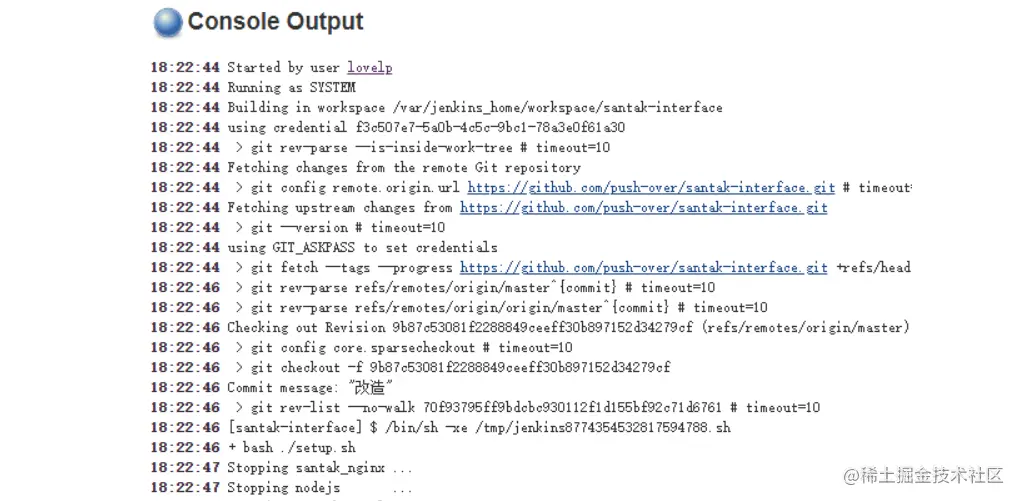 Console Output
18:22:44 Started by user lovelp
18:22:44 Running as SYSTEM
18:22:44 Building in workspace /var/jenkins_home/workspace/santak-interface
18:22:44 using credential f3c507e7-5a0b-4c5c-9bc1-78a3e0f61a30
18:22:44 > git rev-parse --is-inside-work-tree # timeout=10
18:22:44 Fetching changes from the remote Git repository
18:22:44 > git config remote.origin.url https://github.com/push-over/santak-interface.git # timeout=
18:22:44 Fetching upstream changes from https://github.com/push-over/santak-interface.git
18:22:44 > git --version # timeout=10
18:22:44 using GIT_ASKPASS to set credentials
18:22:44 > git fetch --tags --progress https://github.com/push-over/santak-interface.git +refs/head
18:22:46 > git rev-parse refs/remotes/origin/master^{commit} # timeout=10
18:22:46 > git rev-parse refs/remotes/origin/origin/master^{commit} # timeout=10
18:22:46 Checking out Revision 9b87c53081f2288849ceeff30b897152d34279cf (refs/remotes/origin/master)
18:22:46 > git config core.sparsecheckout # timeout=10
18:22:46 > git checkout -f 9b87c53081f2288849ceeff30b897152d34279cf
18:22:46 Commit message: "改造"
18:22:46 > git rev-list --no-walk 70f93795ff9bdcbc930112f1d155bf92c71d6761 # timeout=10
18:22:46 [santak-interface] $ /bin/sh -xe /tmp/jenkins8774354532817594788.sh
18:22:46 + bash ./setup.sh
18:22:47 Stopping santak_nginx ...
18:22:47 Stopping nodejs ...
@稀土掘金技术社区